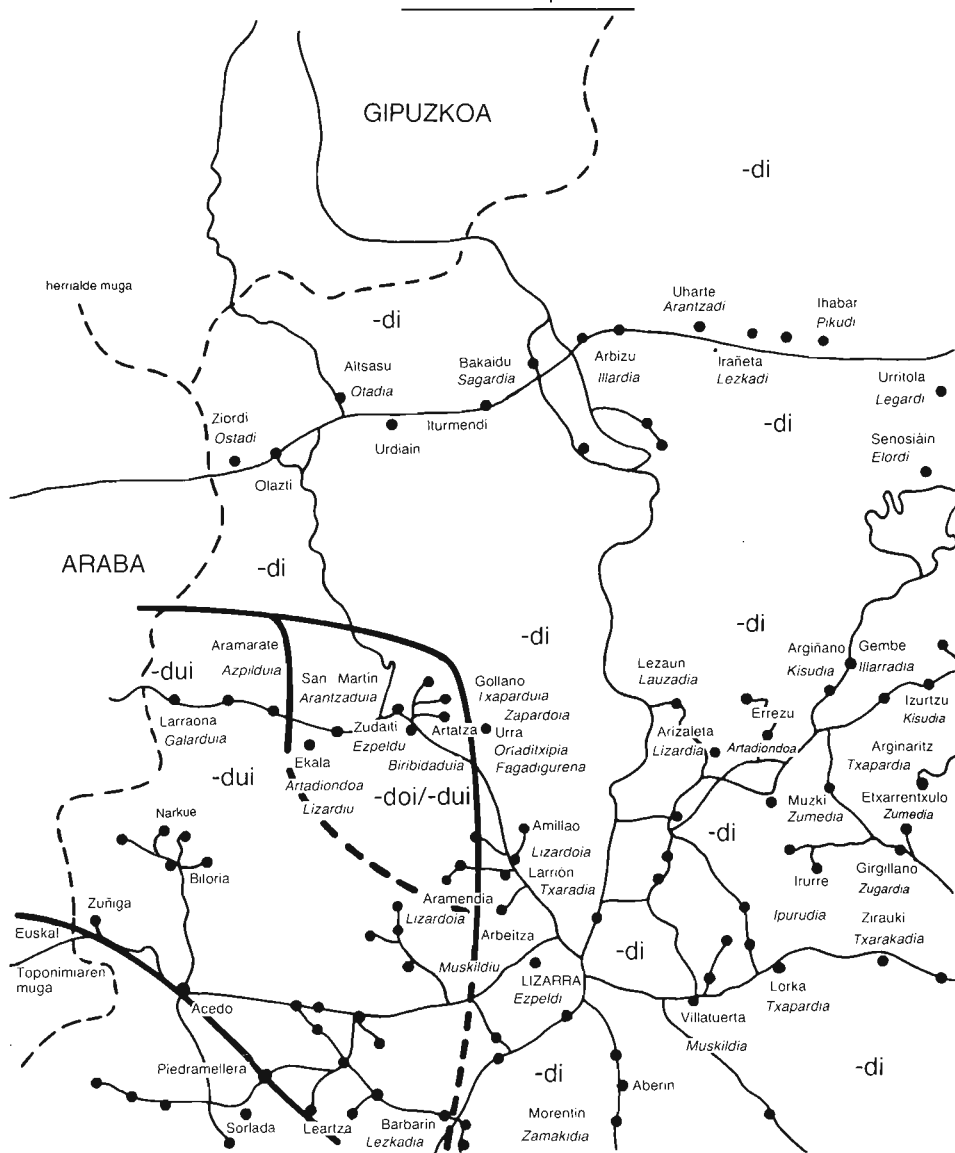 GIPUZKOA
-di
herrialde muga
-di
Uharte
Arantzadi
Ihabar
Pikudi
Altsasu
Otadia
Bakaidu
Sagardia
Arbizu
Illardia
Irañeta
Lezkadi
Urritola
Legardi
Ziordi
Ostadi
Iturmendi
Urdiain
-di
Senosiáin
Elordi
Olazti
ARABA
-di
-di
-di
Aramarate
Azpilduia
-dui
San Martin
Arantzaduia
Gollano
Ixaparduia
Zapardoia
Lezaun
Lauzadia
Argiñano
Kisudia
Gembe
Illarradia
Larraona
Galarduia
Zudaiti
Ezpeldu
Artatza
Urra
Oriaditxipia
Fagadigurena
Biribidaduia
Arizaleta
Lizardia
Errezu
Artadiondoa
Izurtzu
Kisudia
Ekala
Artadiondoa
Lizardiu
Arginaritz
Txapardia
-dui
-doi/-dui
Etxarrentxulo
Zumedia
Muzki
Zumedia
Narkue
Amillao
Lizardoia
-di
Biloria
Larrión
Txaradia
Irurre
Girgillano
Zugardia
Zuñiga
Aramendia
Lizardoia
Ipurudia
Zirauki
Txarakadia
Euskal
Toponimiaren
muga
Arbeitza
Muskildiu
-di
LIZARRA
Ezpeldi
Lorka
Txapardia
Acedo
Villatuerta
Muskildia
Piedramellera
-di
-di
Aberin
Sorlada
Leartza
Barbarin
Lezkadia
Morentin
Zamakidia